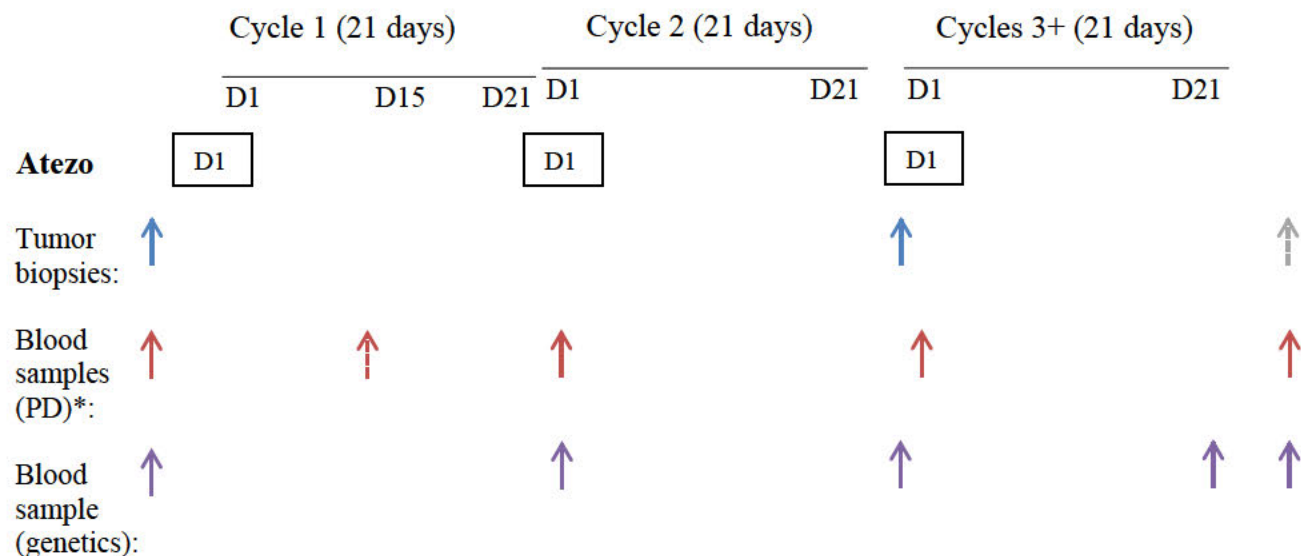 Cycle 1 (21 days) Cycle 2 (21 days) Cycles 3+ (21 days)
D1 D15 D21 D1 D21 D1 D21
Atezo D1 D1 D1
Tumor
biopsies:
Blood
samples
(PD)*:
Blood
sample
(genetics):